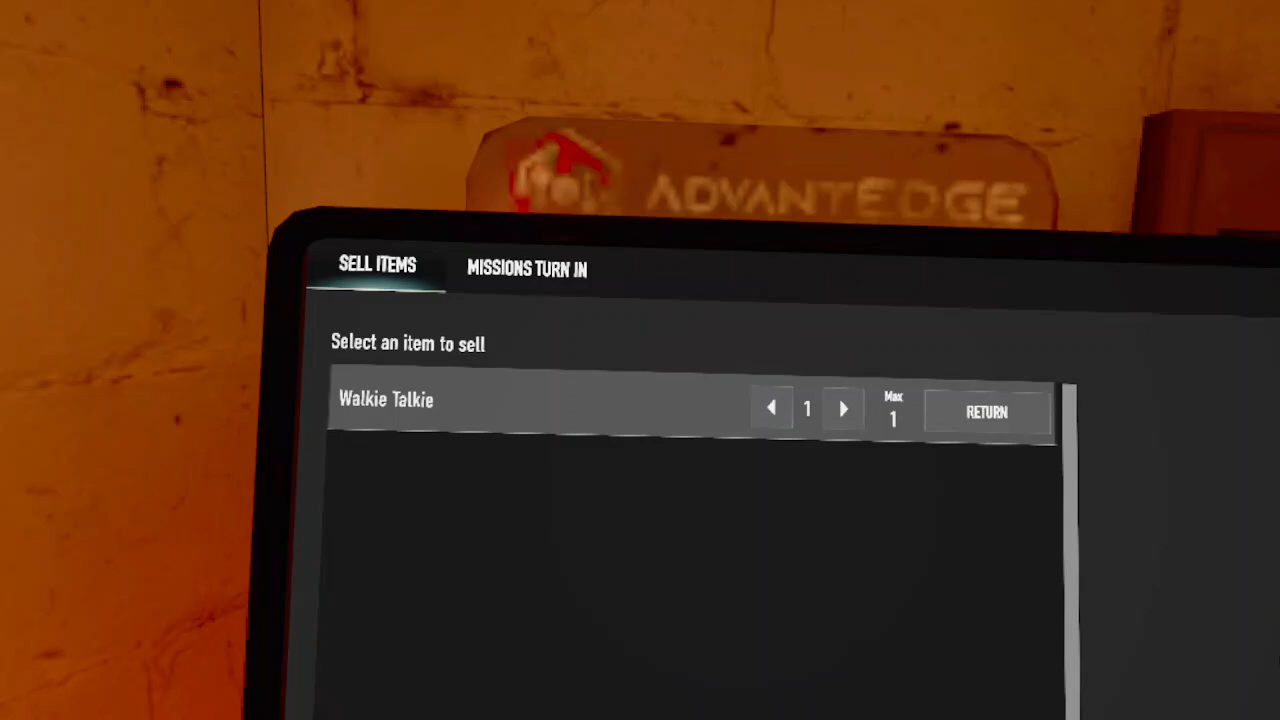 ADVANTEDGE
SELL ITEMS
MISSIONS TURN IN
Select an item to sell
Walkie Talkie
1
Max
1
RETURN